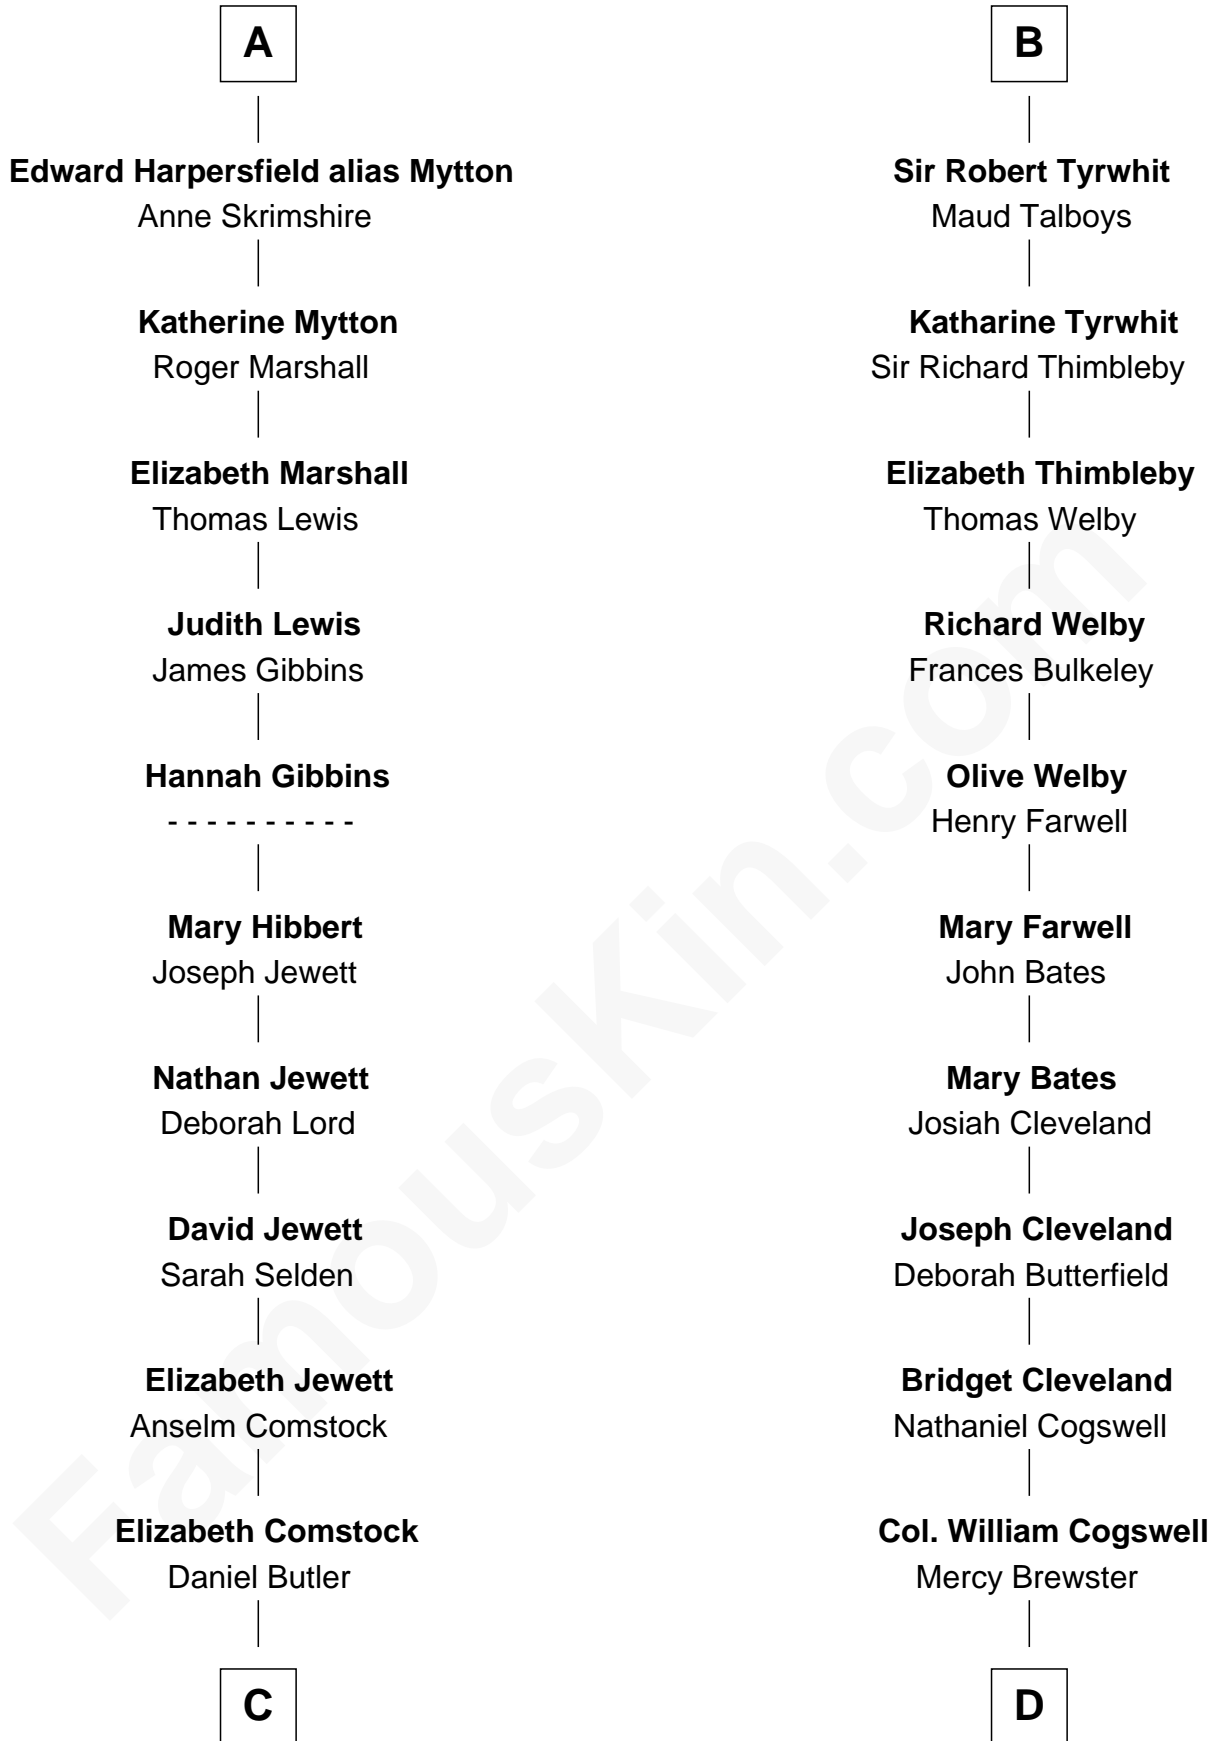 A
Edward Harpersfield alias Mytton
Anne Skrimshire
Katherine Mytton
Roger Marshall
Elizabeth Marshall
Thomas Lewis
Judith Lewis
James Gibbins
Hannah Gibbins
- - - - - - - - - -
Mary Hibbert
Joseph Jewett
Nathan Jewett
Deborah Lord
David Jewett
Sarah Selden
Elizabeth Jewett
Anselm Comstock
Elizabeth Comstock
Daniel Butler
C
B
Sir Robert Tyrwhit
Maud Talboys
Katharine Tyrwhit
Sir Richard Thimbleby
Elizabeth Thimbleby
Thomas Welby
Richard Welby
Frances Bulkeley
Olive Welby
Henry Farwell
Mary Farwell
John Bates
Mary Bates
Josiah Cleveland
Joseph Cleveland
Deborah Butterfield
Bridget Cleveland
Nathaniel Cogswell
Col. William Cogswell
Mercy Brewster
D
FamousKin.com